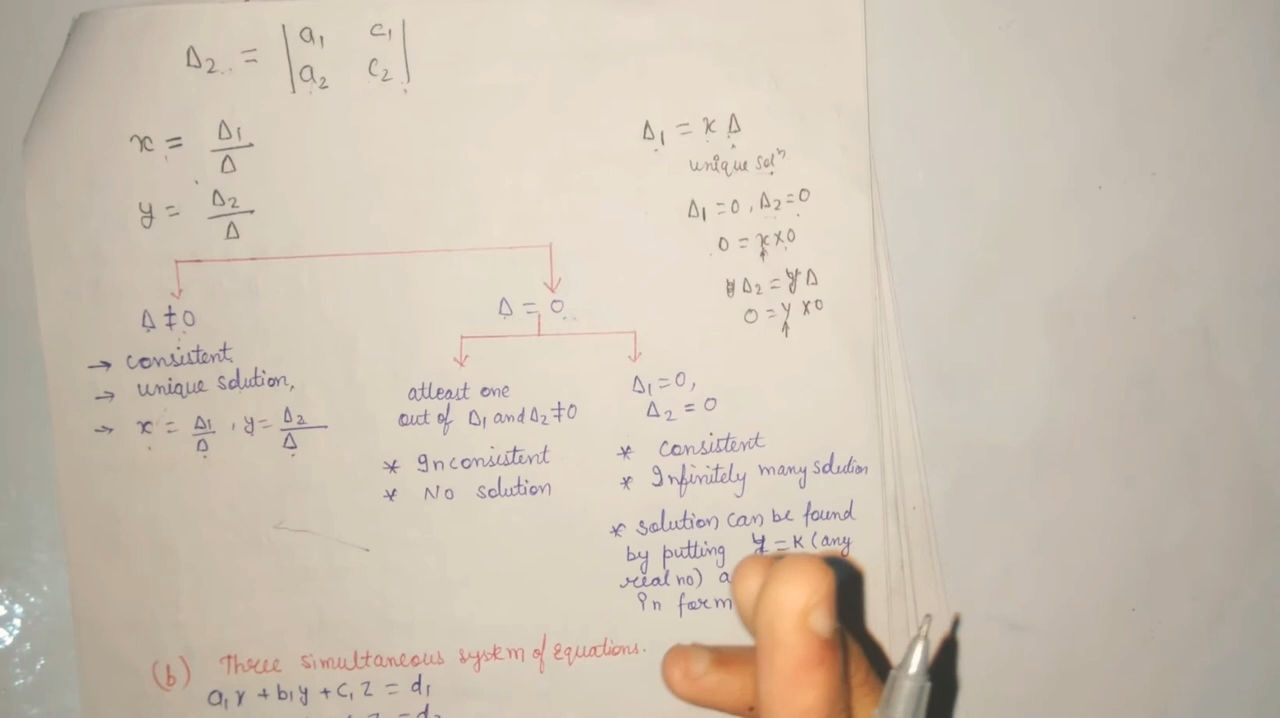 Δ₂ = | a₁ c₁ |
| a₂ c₂ |
x = Δ₁/Δ
y = Δ₂/Δ
Δ₁ = x Δ
unique solⁿ
Δ₁ = 0, Δ₂ = 0
0 = x × 0
Δ₂ = y Δ
0 = y × 0
Δ ≠ 0
→ consistent
→ unique solution,
→ x = Δ₁/Δ, y = Δ₂/Δ
Δ = 0
atleast one
out of Δ₁ and Δ₂ ≠ 0
* Inconsistent
* No solution
Δ₁ = 0,
Δ₂ = 0
* consistent
* Infinitely many solution
* solution can be found
by putting y = K (any
real no)
in form
(b) Three simultaneous system of Equations.
a₁x + b₁y + c₁z = d₁
z = d₂